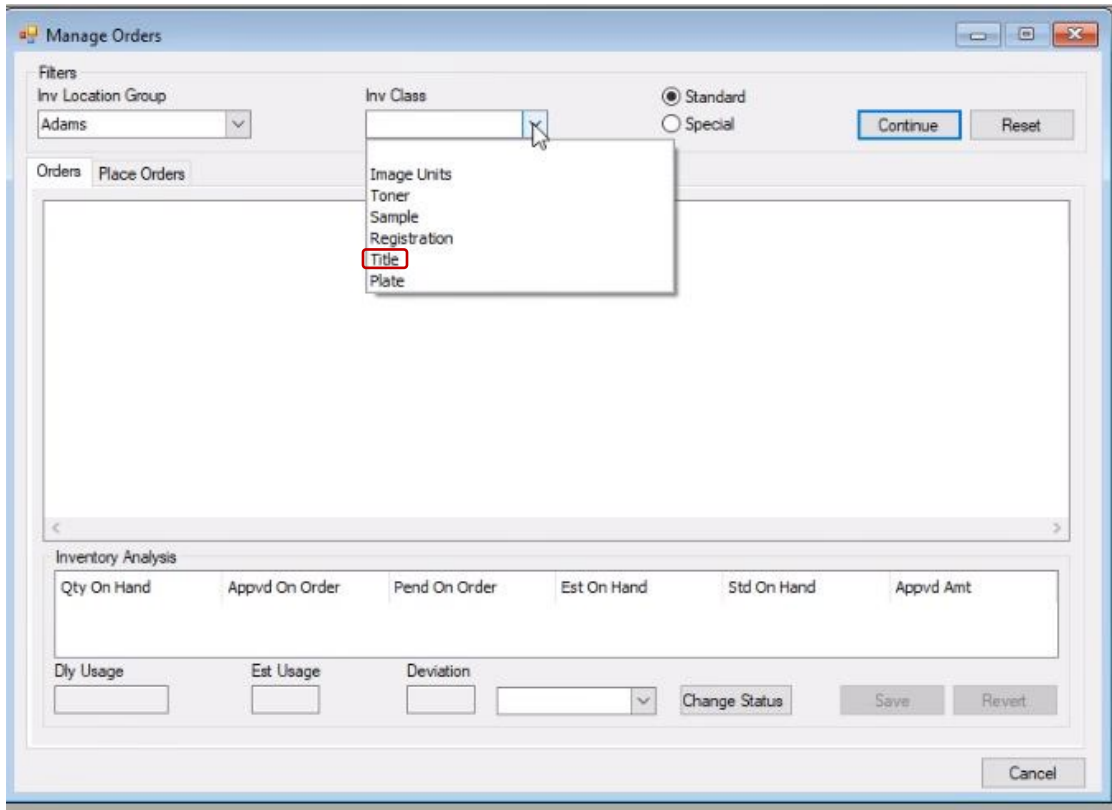 Manage Orders
Filters
Inv Location Group
Inv Class
Standard
Adams
Special
Continue
Reset
Orders
Place Orders
Image Units
Toner
Sample
Registration
Title
Plate
Inventory Analysis
Qty On Hand
Appvd On Order
Pend On Order
Est On Hand
Std On Hand
Appvd Amt
Dly Usage
Est Usage
Deviation
Change Status
Save
Revert
Cancel